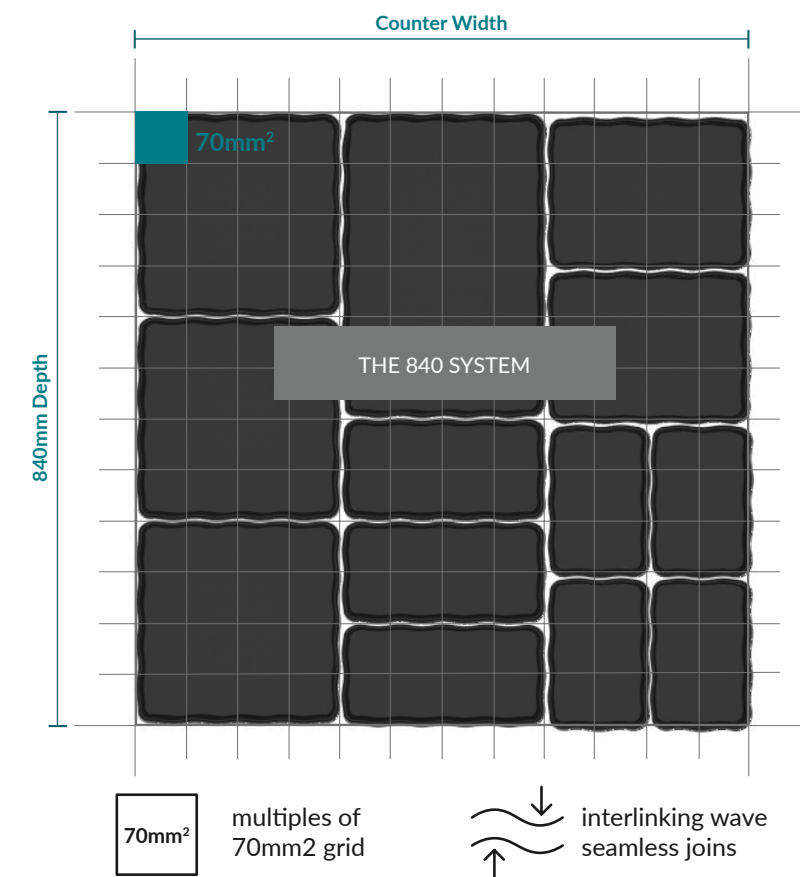 Counter Width
70mm²
840mm Depth
THE 840 SYSTEM
70mm²
multiples of
70mm2 grid
interlinking wave
seamless joins